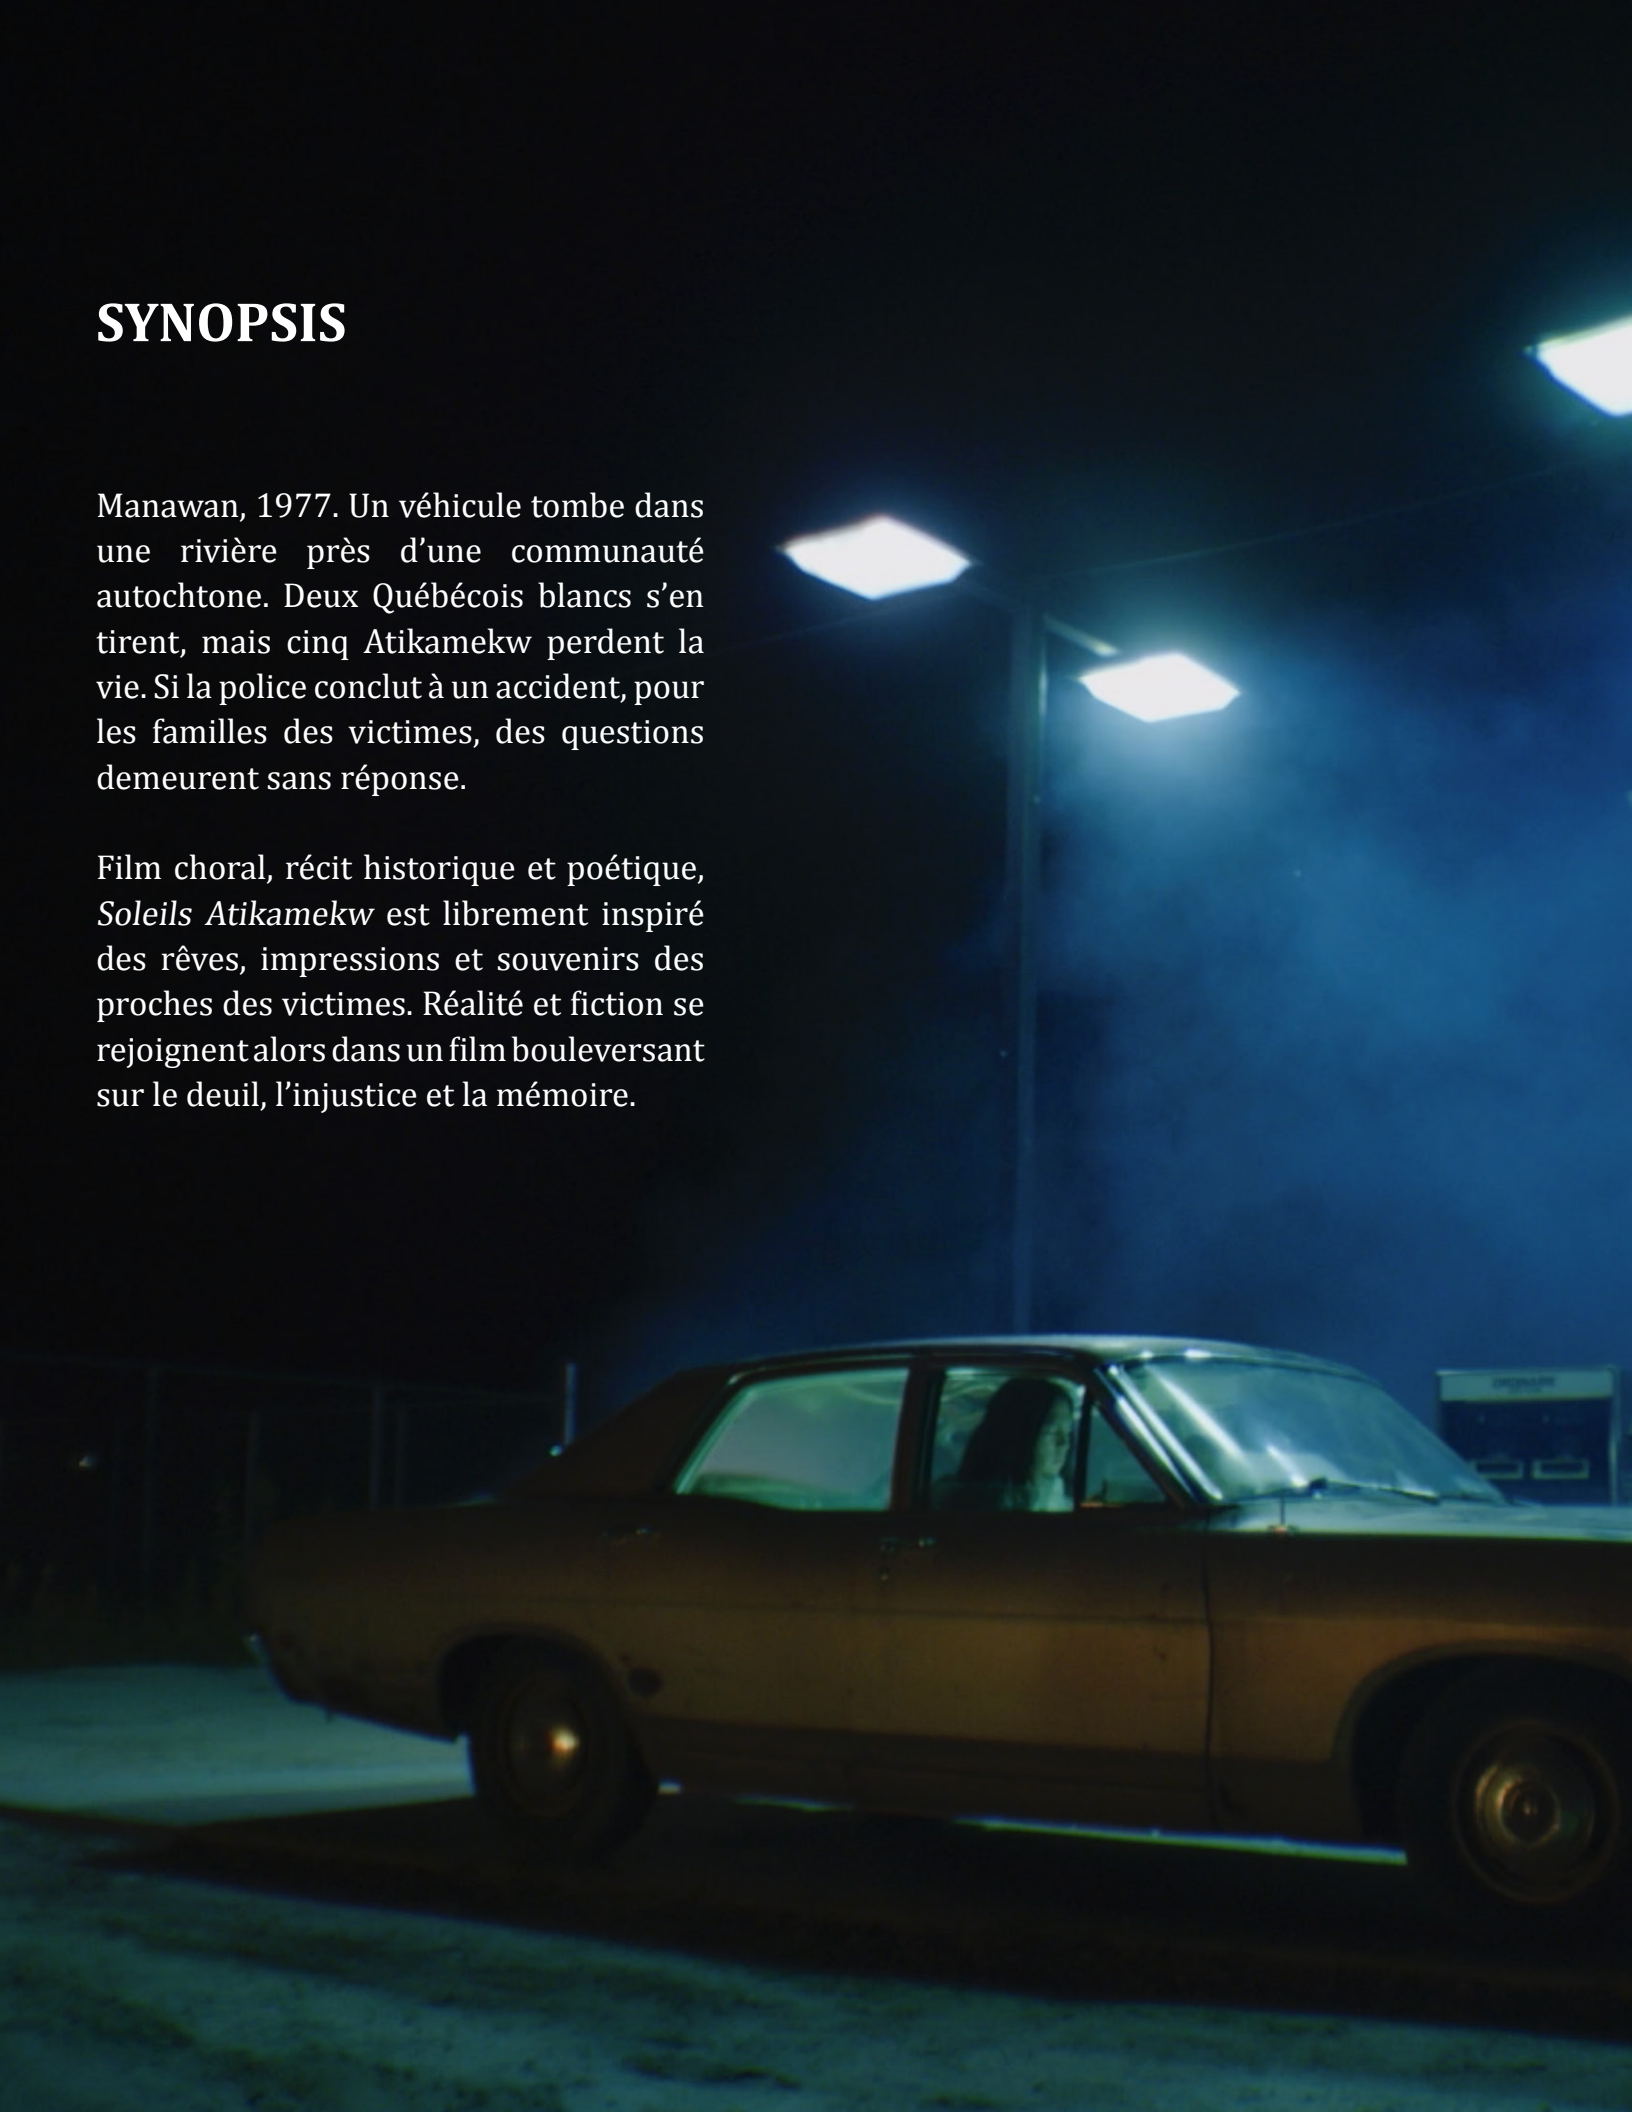 SYNOPSIS
Manawan, 1977. Un véhicule tombe dans
une rivière près d’une communauté
autochtone. Deux Québécois blancs s’en
tirent, mais cinq Atikamekw perdent la
vie. Si la police conclut à un accident, pour
les familles des victimes, des questions
demeurent sans réponse.
Film choral, récit historique et poétique,
Soleils Atikamekw est librement inspiré
des rêves, impressions et souvenirs des
proches des victimes. Réalité et fiction se
rejoignent alors dans un film bouleversant
sur le deuil, l’injustice et la mémoire.